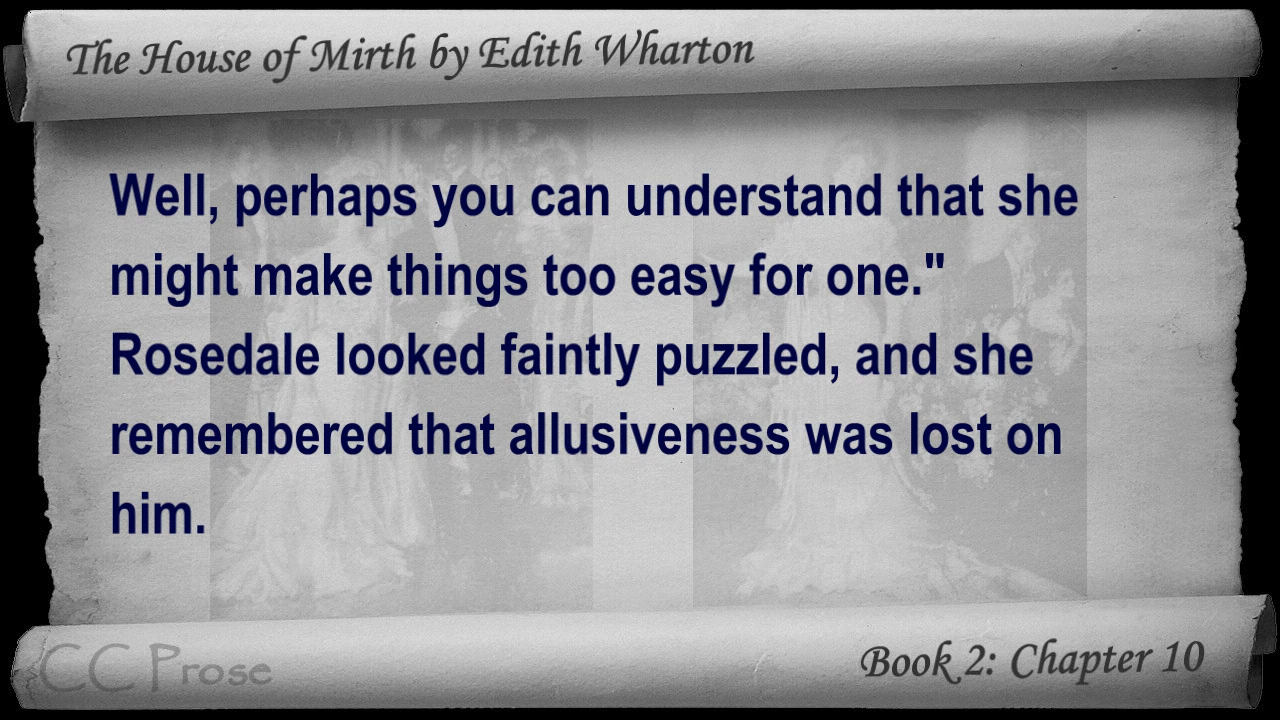 The House of Mirth by Edith Wharton
Well, perhaps you can understand that she
might make things too easy for one."
Rosedale looked faintly puzzled, and she
remembered that allusiveness was lost on
him.
CC Prose
Book 2: Chapter 10